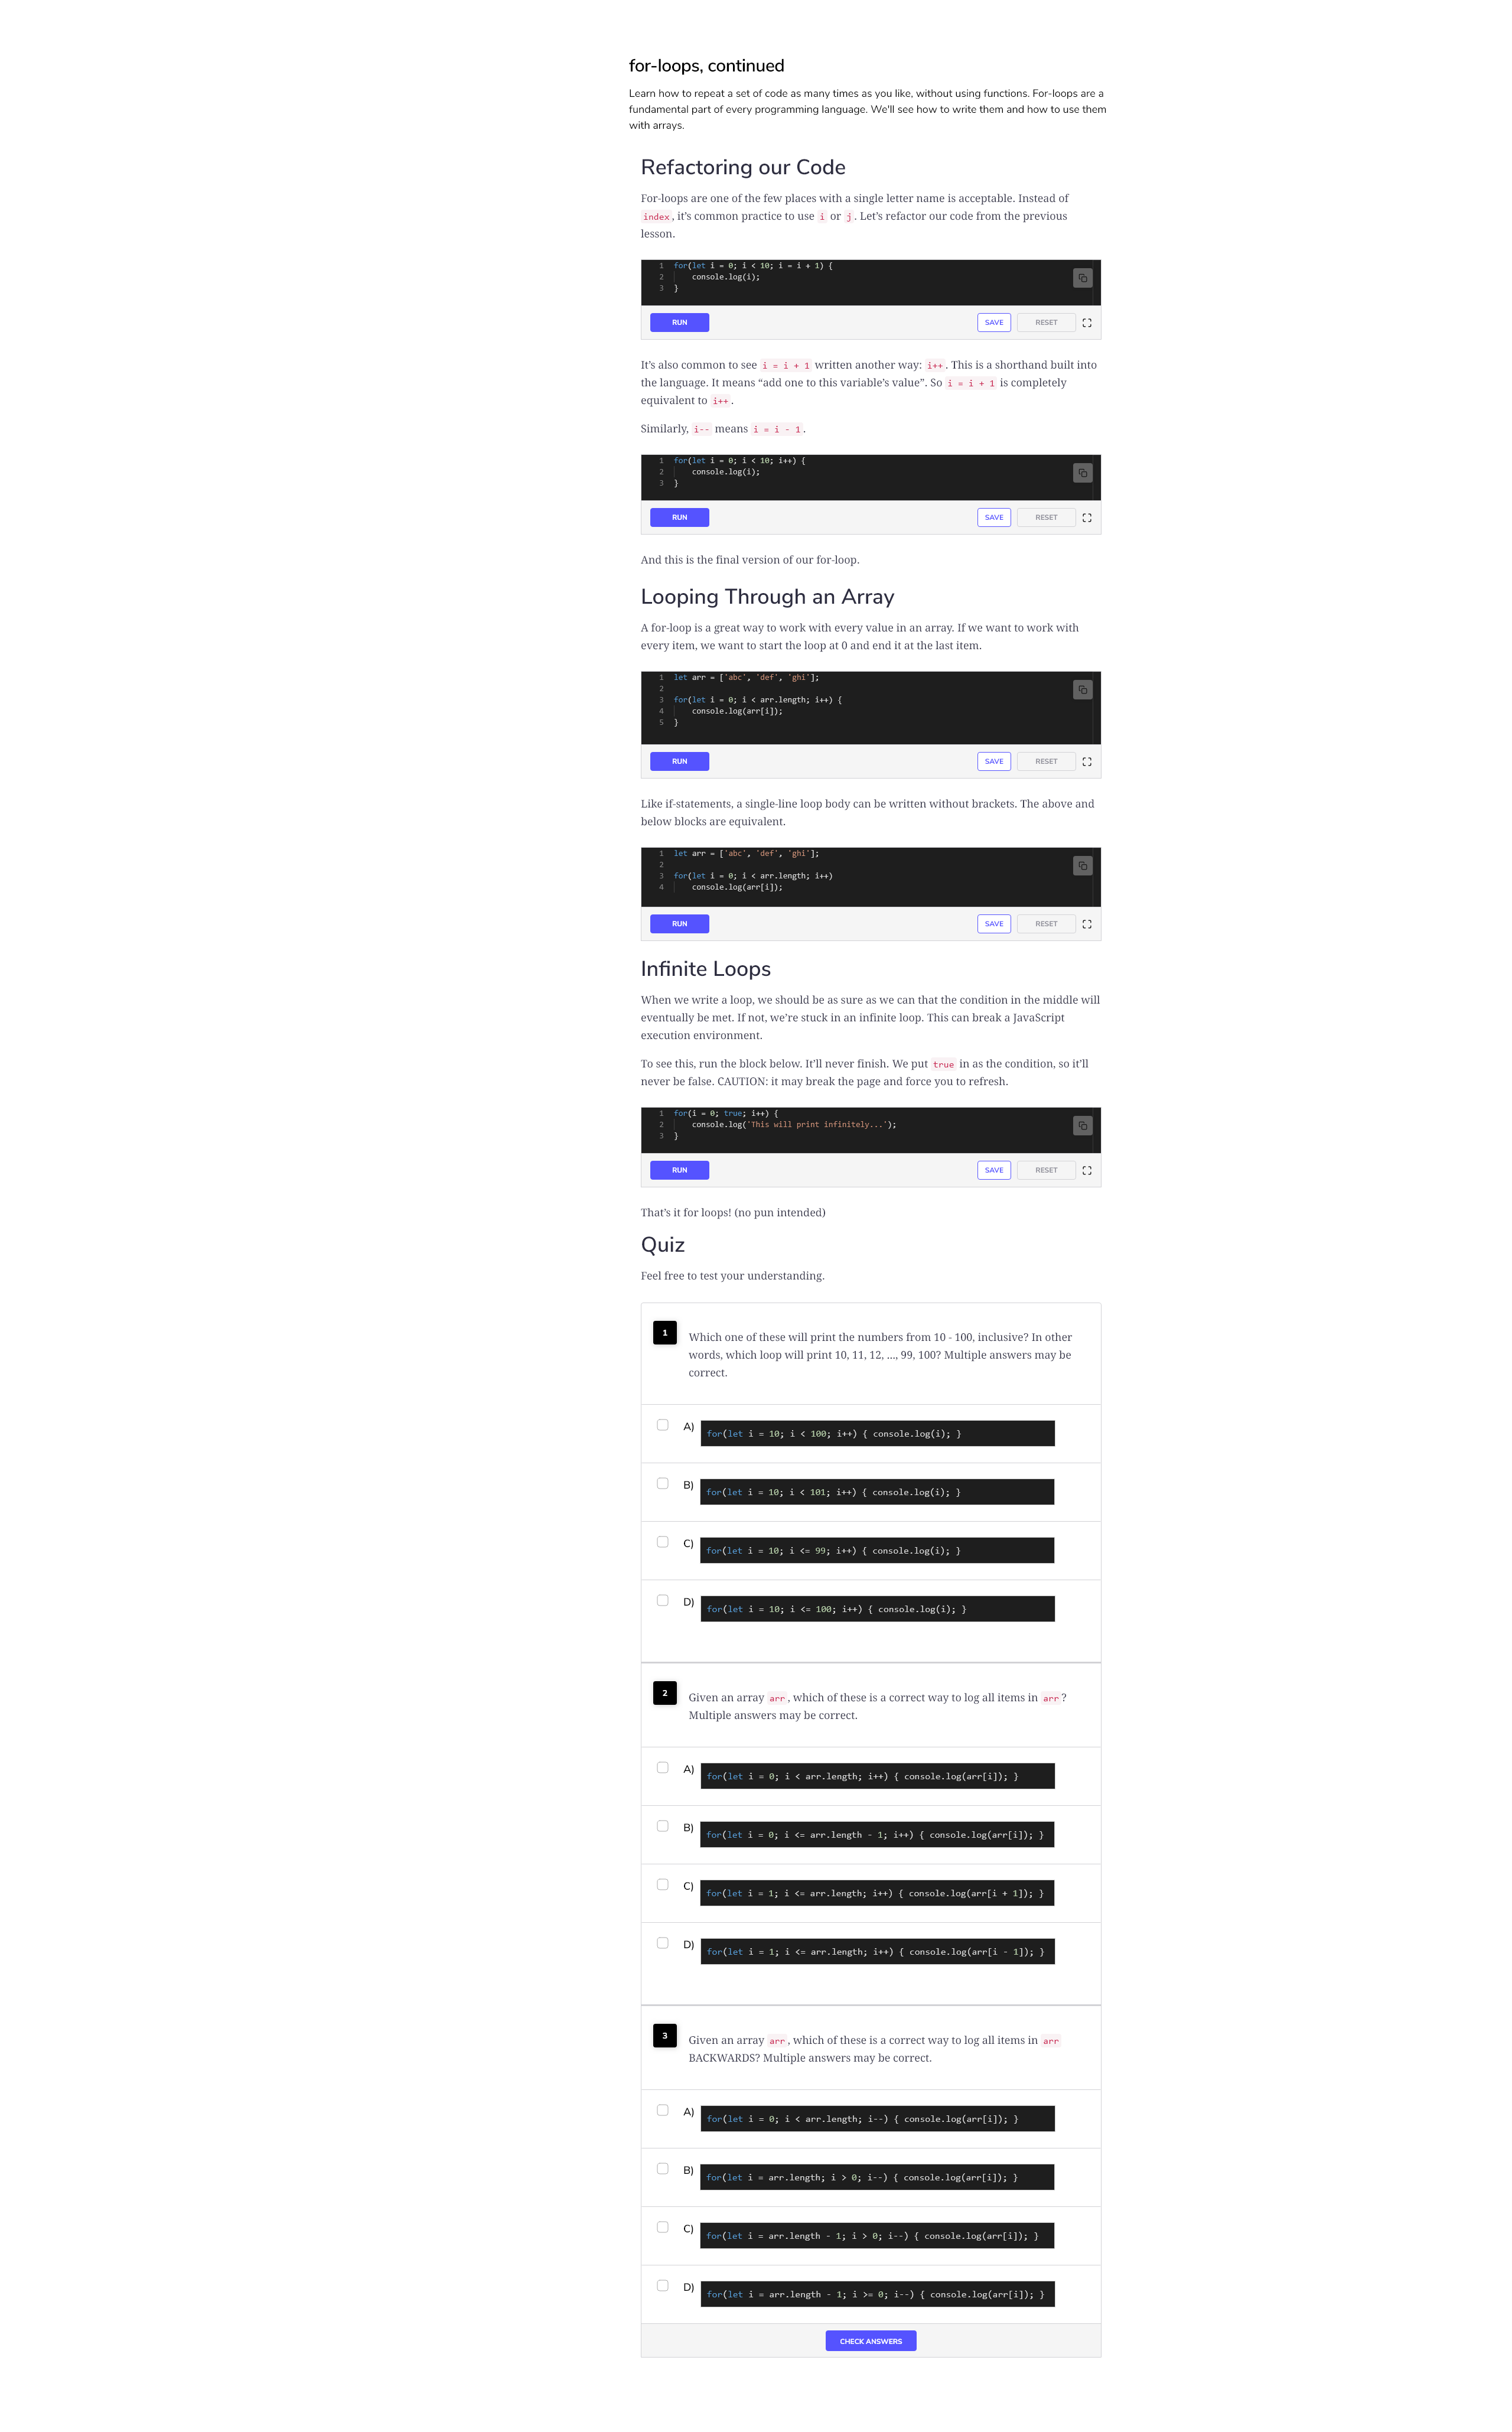 for-loops, continued
Learn how to repeat a set of code as many times as you like, without using functions. For-loops are a
fundamental part of every programming language. We'll see how to write them and how to use them
with arrays.
Refactoring our Code
For-loops are one of the few places with a single letter name is acceptable. Instead of
index, it's common practice to use i or j. Let's refactor our code from the previous
lesson.
1 for(let i = 0; i < 10; i = i + 1) {
2 console.log(i);
3 }
RUN SAVE RESET
It's also common to see i = i + 1 written another way: i++. This is a shorthand built into
the language. It means “add one to this variable's value”. So i = i + 1 is completely
equivalent to i++.
Similarly, i-- means i = i - 1.
1 for(let i = 0; i < 10; i++) {
2 console.log(i);
3 }
RUN SAVE RESET
And this is the final version of our for-loop.
Looping Through an Array
A for-loop is a great way to work with every value in an array. If we want to work with
every item, we want to start the loop at 0 and end it at the last item.
1 let arr = ['abc', 'def', 'ghi'];
2
3 for(let i = 0; i < arr.length; i++) {
4 console.log(arr[i]);
5 }
RUN SAVE RESET
Like if-statements, a single-line loop body can be written without brackets. The above and
below blocks are equivalent.
1 let arr = ['abc', 'def', 'ghi'];
2
3 for(let i = 0; i < arr.length; i++)
4 console.log(arr[i]);
RUN SAVE RESET
Infinite Loops
When we write a loop, we should be as sure as we can that the condition in the middle will
eventually be met. If not, we're stuck in an infinite loop. This can break a JavaScript
execution environment.
To see this, run the block below. It'll never finish. We put true in as the condition, so it'll
never be false. CAUTION: it may break the page and force you to refresh.
1 for(i = 0; true; i++) {
2 console.log('This will print infinitely...');
3 }
RUN SAVE RESET
That's it for loops! (no pun intended)
Quiz
Feel free to test your understanding.
1 Which one of these will print the numbers from 10 - 100, inclusive? In other
words, which loop will print 10, 11, 12, ..., 99, 100? Multiple answers may be
correct.
A) for(let i = 10; i < 100; i++) { console.log(i); }
B) for(let i = 10; i < 101; i++) { console.log(i); }
C) for(let i = 10; i <= 99; i++) { console.log(i); }
D) for(let i = 10; i <= 100; i++) { console.log(i); }
2 Given an array arr, which of these is a correct way to log all items in arr?
Multiple answers may be correct.
A) for(let i = 0; i < arr.length; i++) { console.log(arr[i]); }
B) for(let i = 0; i <= arr.length - 1; i++) { console.log(arr[i]); }
C) for(let i = 1; i <= arr.length; i++) { console.log(arr[i + 1]); }
D) for(let i = 1; i <= arr.length; i++) { console.log(arr[i - 1]); }
3 Given an array arr, which of these is a correct way to log all items in arr
BACKWARDS? Multiple answers may be correct.
A) for(let i = 0; i < arr.length; i--) { console.log(arr[i]); }
B) for(let i = arr.length; i > 0; i--) { console.log(arr[i]); }
C) for(let i = arr.length - 1; i > 0; i--) { console.log(arr[i]); }
D) for(let i = arr.length - 1; i >= 0; i--) { console.log(arr[i]); }
CHECK ANSWERS